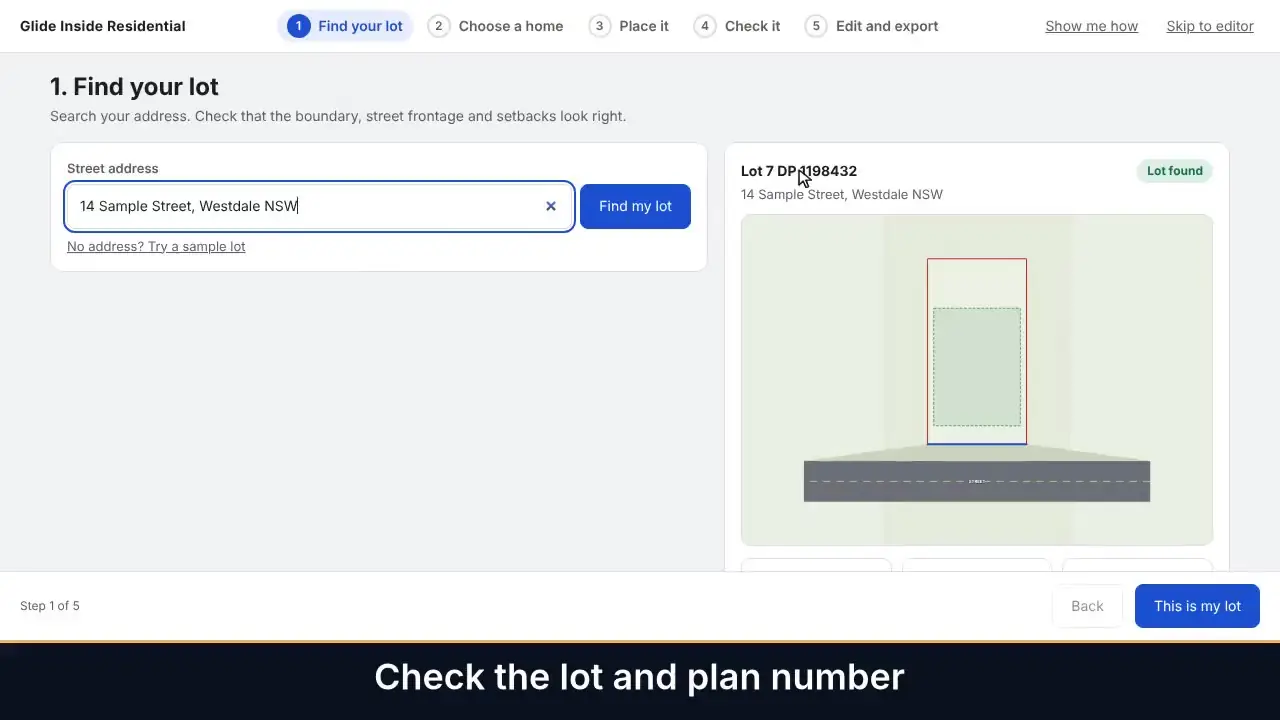 Glide Inside Residential
1 Find your lot
2 Choose a home
3 Place it
4 Check it
5 Edit and export
Show me how
Skip to editor
1. Find your lot
Search your address. Check that the boundary, street frontage and setbacks look right.
Street address
14 Sample Street, Westdale NSW
Find my lot
No address? Try a sample lot
Lot 7 DP 1198432
Lot found
14 Sample Street, Westdale NSW
STREET
Step 1 of 5
Back
This is my lot
Check the lot and plan number